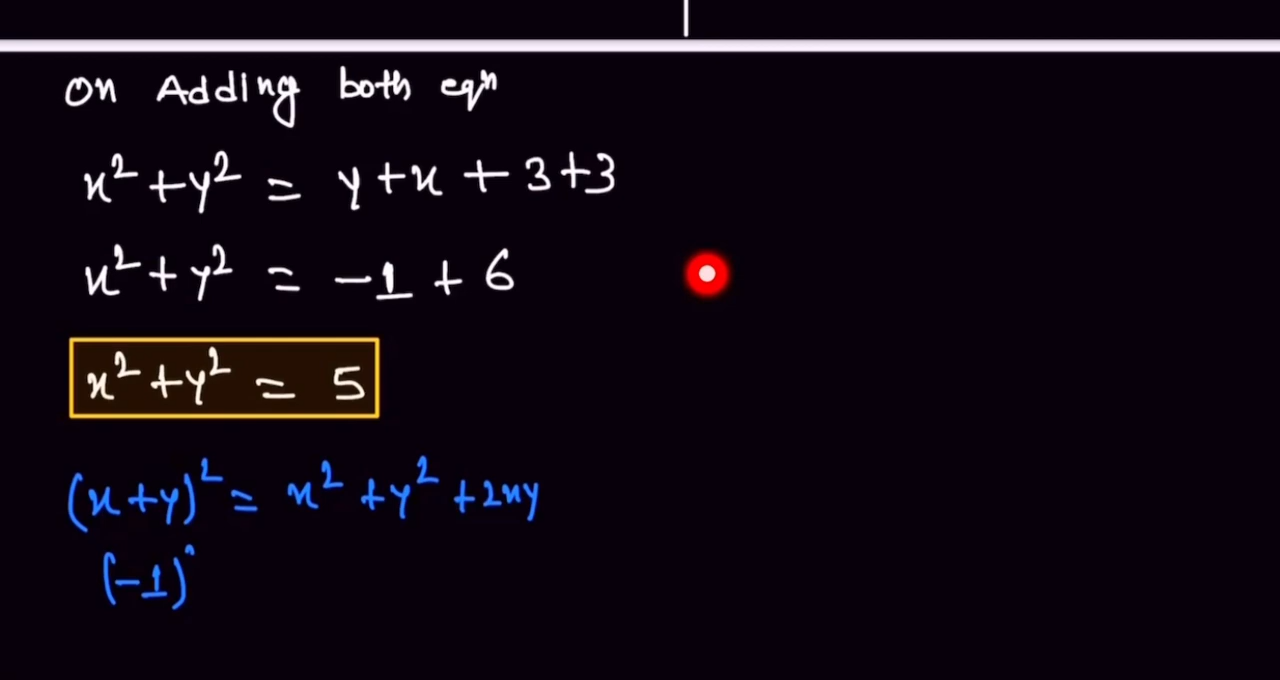 On Adding both eqn
x² + y² = y + x + 3+3
x² + y² = -1 + 6
x² + y² = 5
(x + y)² = x² + y² + 2xy
(-1)